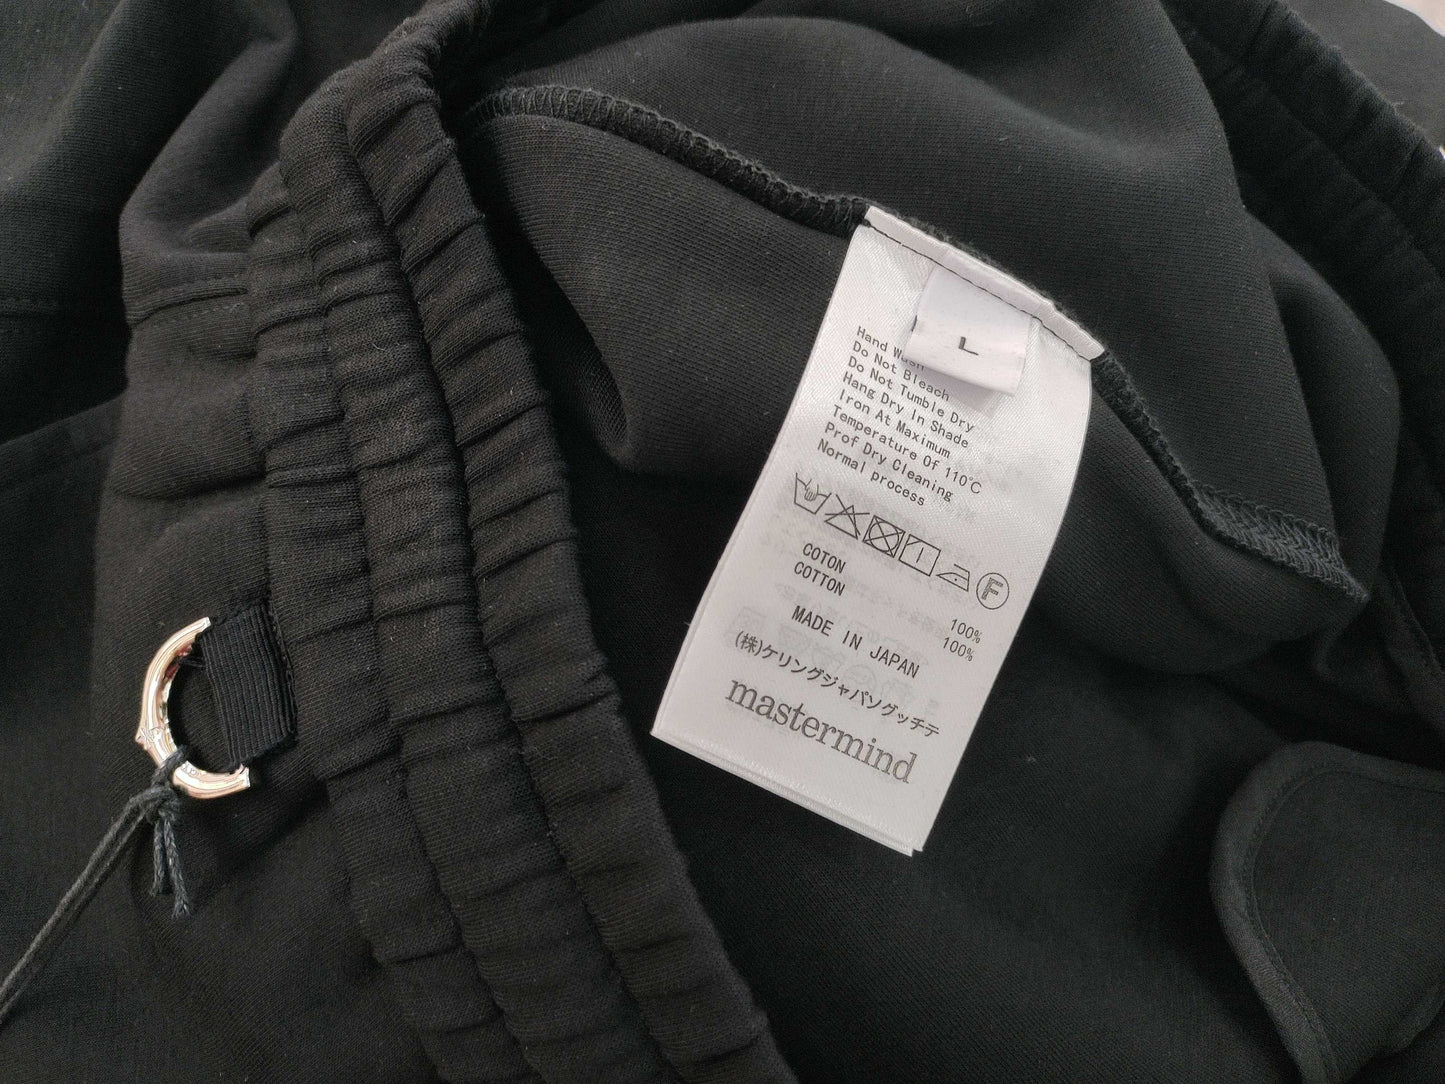 L
Hand Wash
Do Not Bleach
Do Not Tumble Dry
Hang Dry In Shade
Iron At Maximum
Temperature Of 110℃
Prof Dry Cleaning
Normal process
F
COTON 100%
COTTON 100%
MADE IN JAPAN
(株)ケリングジャパングッチテ
mastermind